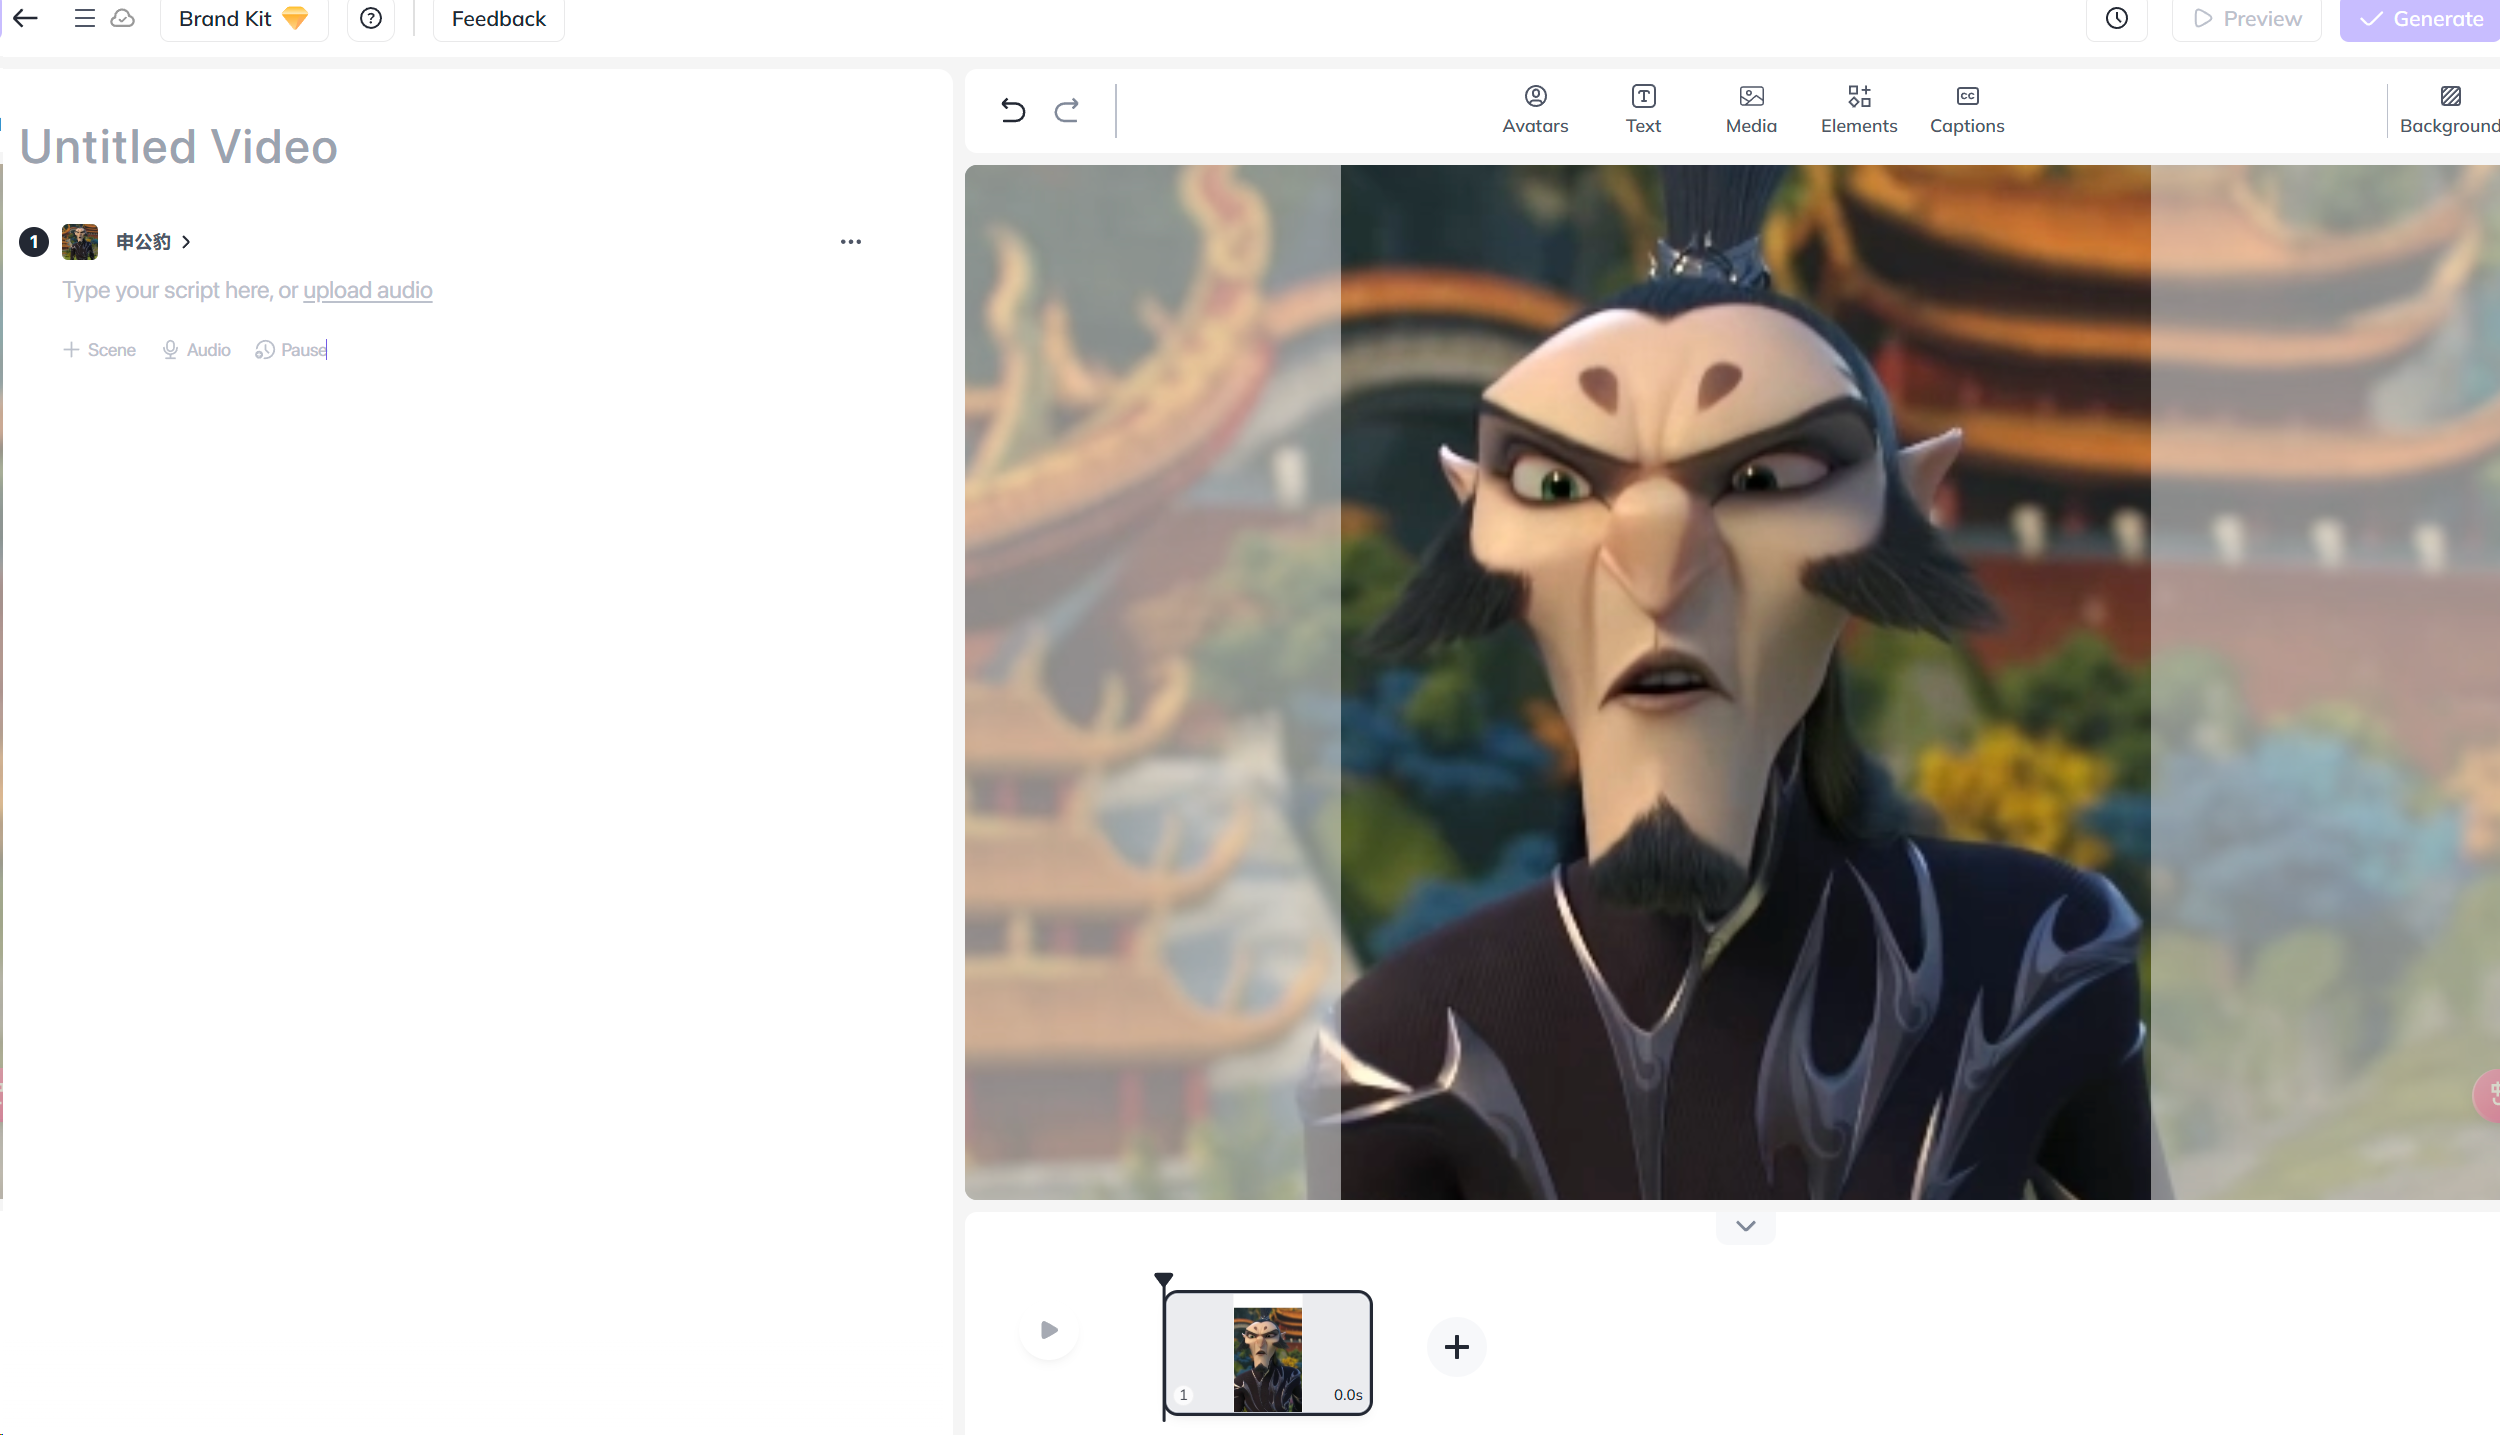 Brand Kit
Feedback
Preview
Generate
Untitled Video
Avatars
Text
Media
Elements
Captions
Background
1
申公豹
Type your script here, or upload audio
Scene
Audio
Pause
1
0.0s